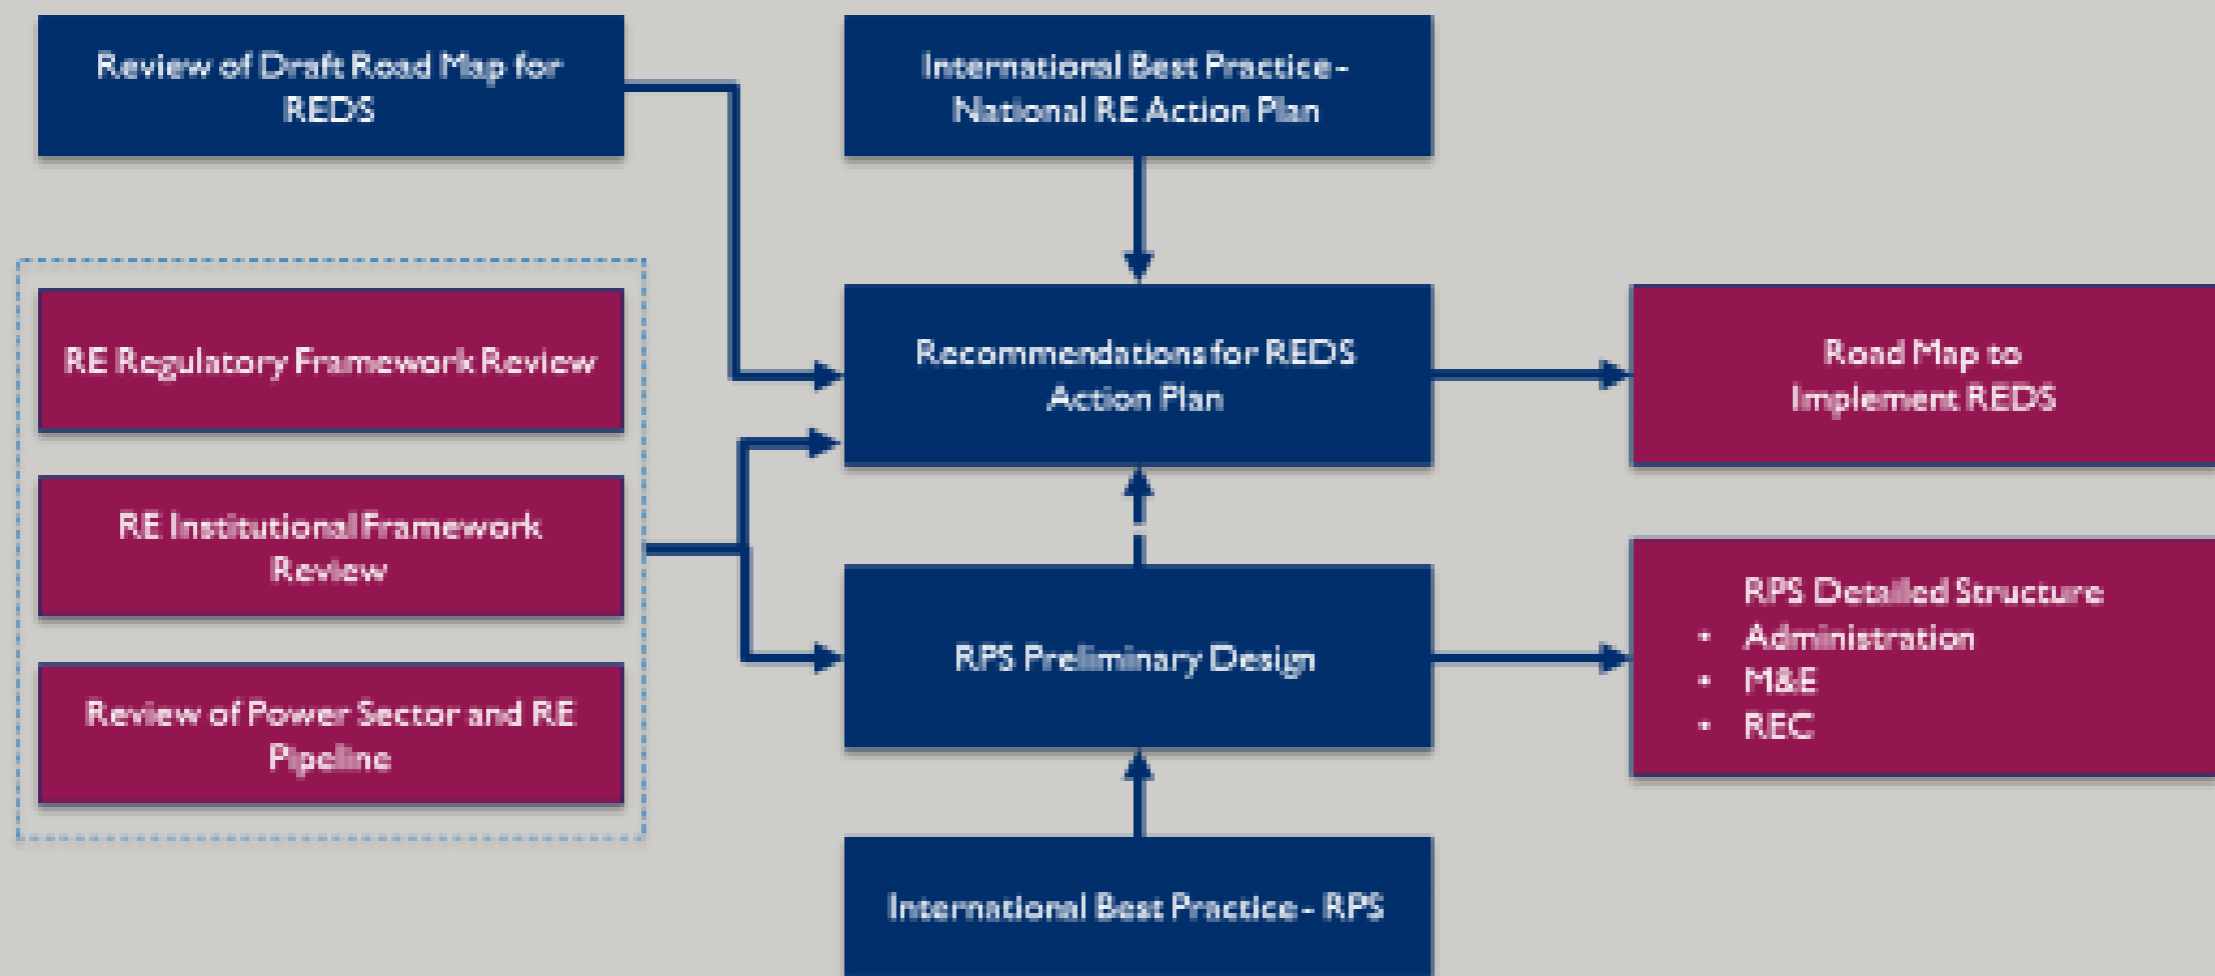 Review of Draft Road Map for
REDS
International Best Practice -
National RE Action Plan
RE Regulatory Framework Review
RE Institutional Framework
Review
Review of Power Sector and RE
Pipeline
Recommendations for REDS
Action Plan
RPS Preliminary Design
International Best Practice - RPS
Road Map to
Implement REDS
RPS Detailed Structure
• Administration
• M&E
• REC